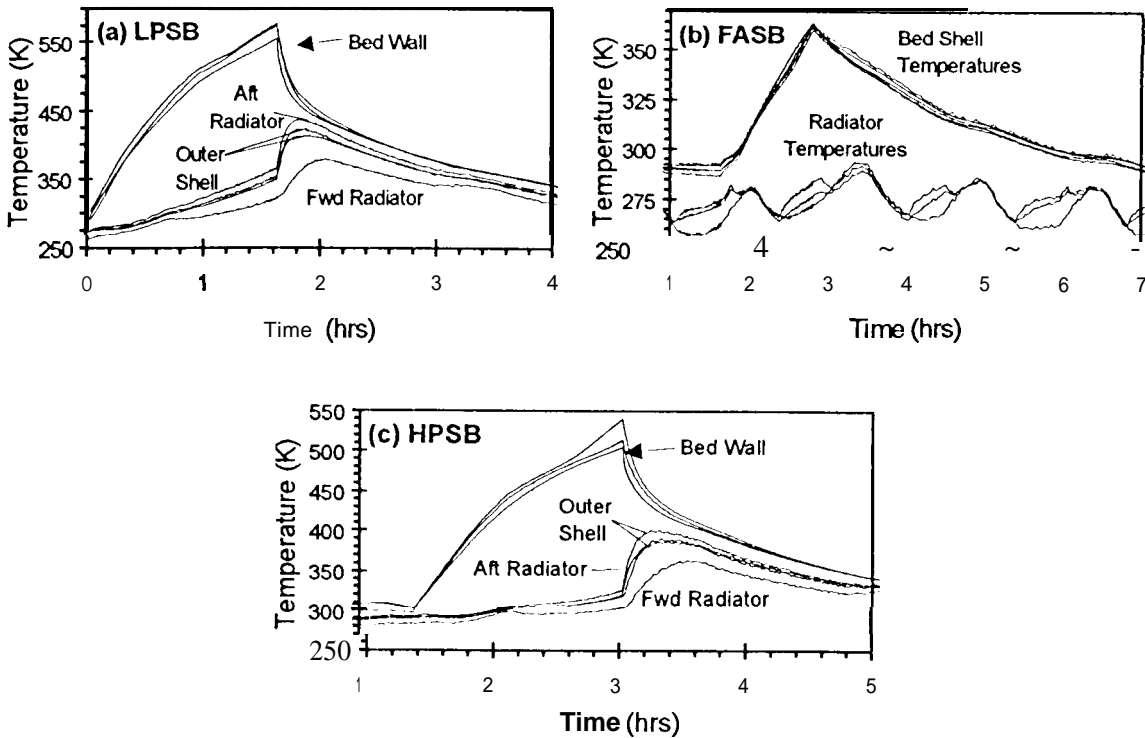 (a) LPSB
Temperature (K)
550
450
350
250
Bed Wall
Aft
Radiator
Outer
Shell
Fwd Radiator
0
1
2
3
4
Time (hrs)
(b) FASB
Temperature (K)
350
325
300
275
250
Bed Shell
Temperatures
Radiator
Temperatures
4 ~ ~ -
1
2
3
4
5
6
7
Time (hrs)
(c) HPSB
Temperature (K)
550
500
450
400
350
300
250
Bed Wall
Outer
Shell
Aft Radiator
Fwd Radiator
1
2
3
4
5
Time (hrs)